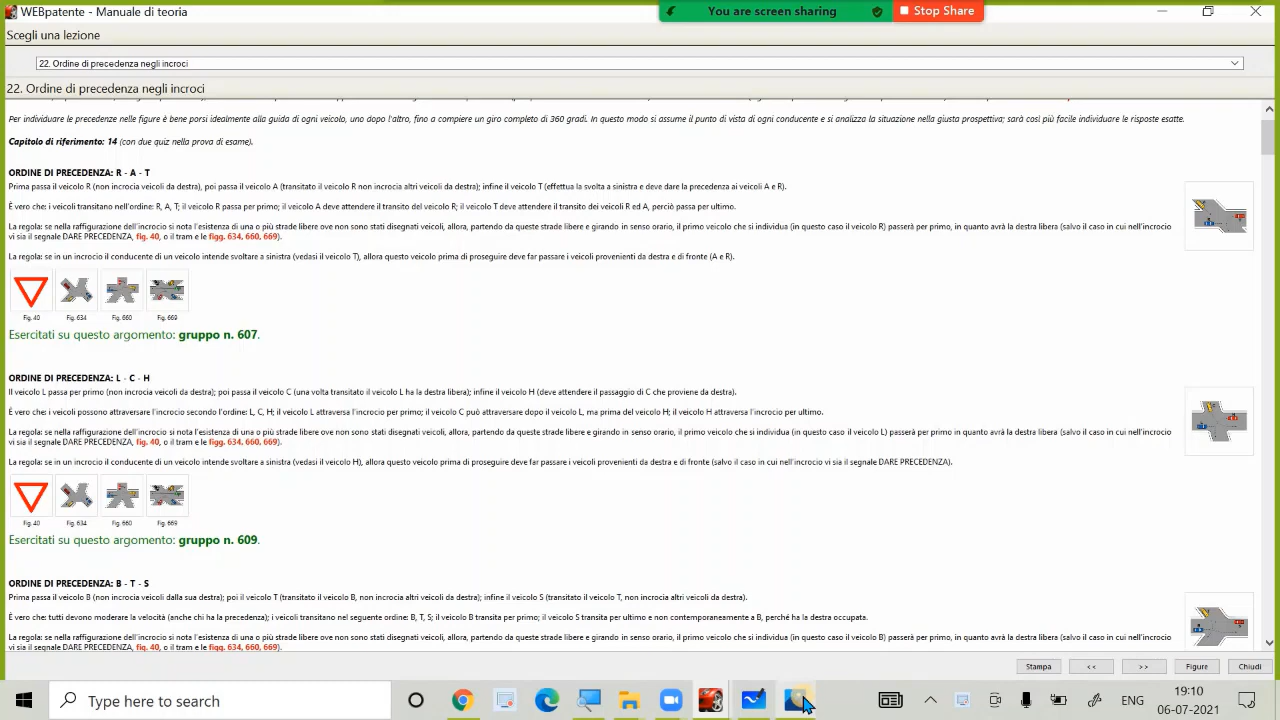 WEBpatente - Manuale di teoria
You are screen sharing
Stop Share
Scegli una lezione
22. Ordine di precedenza negli incroci
22. Ordine di precedenza negli incroci
Per individuare le precedenze nelle figure è bene porsi idealmente alla guida di ogni veicolo, uno dopo l'altro, fino a compiere un giro completo di 360 gradi. In questo modo si assume il punto di vista di ogni conducente e si analizza la situazione nella giusta prospettiva; sarà così più facile individuare le risposte esatte.
Capitolo di riferimento: 14 (con due quiz nella prova di esame).
ORDINE DI PRECEDENZA: R - A - T
Prima passa il veicolo R (non incrocia veicoli da destra), poi passa il veicolo A (transitato il veicolo R non incrocia altri veicoli da destra); infine il veicolo T (effettua la svolta a sinistra e deve dare la precedenza ai veicoli A e R).
È vero che: i veicoli transitano nell'ordine: R, A, T; il veicolo R passa per primo; il veicolo A deve attendere il transito del veicolo R; il veicolo T deve attendere il transito dei veicoli R ed A, perciò passa per ultimo.
La regola: se nella raffigurazione dell'incrocio si nota l'esistenza di una o più strade libere ove non sono stati disegnati veicoli, allora, partendo da queste strade libere e girando in senso orario, il primo veicolo che si individua (in questo caso il veicolo R) passerà per primo, in quanto avrà la destra libera (salvo il caso in cui nell'incrocio
vi sia il segnale DARE PRECEDENZA, fig. 40, o il tram e le figg. 634, 660, 669).
La regola: se in un incrocio il conducente di un veicolo intende svoltare a sinistra (vedasi il veicolo T), allora questo veicolo prima di proseguire deve far passare i veicoli provenienti da destra e di fronte (A e R).
Fig. 40 Fig. 634 Fig. 660 Fig. 669
Esercitati su questo argomento: gruppo n. 607.
ORDINE DI PRECEDENZA: L - C - H
Il veicolo L passa per primo (non incrocia veicoli da destra); poi passa il veicolo C (una volta transitato il veicolo L ha la destra libera); infine il veicolo H (deve attendere il passaggio di C che proviene da destra).
È vero che: i veicoli possono attraversare l'incrocio secondo l'ordine: L, C, H; il veicolo L attraversa l'incrocio per primo; il veicolo C può attraversare dopo il veicolo L, ma prima del veicolo H; il veicolo H attraversa l'incrocio per ultimo.
La regola: se nella raffigurazione dell'incrocio si nota l'esistenza di una o più strade libere ove non sono stati disegnati veicoli, allora, partendo da queste strade libere e girando in senso orario, il primo veicolo che si individua (in questo caso il veicolo L) passerà per primo in quanto avrà la destra libera (salvo il caso in cui nell'incrocio
vi sia il segnale DARE PRECEDENZA, fig. 40, o il tram e le figg. 634, 660, 669).
La regola: se in un incrocio il conducente di un veicolo intende svoltare a sinistra (vedasi il veicolo H), allora questo veicolo prima di proseguire deve far passare i veicoli provenienti da destra e di fronte (salvo il caso in cui nell'incrocio vi sia il segnale DARE PRECEDENZA).
Fig. 40 Fig. 634 Fig. 660 Fig. 669
Esercitati su questo argomento: gruppo n. 609.
ORDINE DI PRECEDENZA: B - T - S
Prima passa il veicolo B (non incrocia veicoli dalla sua destra); poi il veicolo T (transitato il veicolo B, non incrocia altri veicoli da destra); infine il veicolo S (transitato il veicolo T, non incrocia altri veicoli da destra).
È vero che: tutti devono moderare la velocità (anche chi ha la precedenza); i veicoli transitano nel seguente ordine: B, T, S; il veicolo B transita per primo; il veicolo S transita per ultimo e non contemporaneamente a B, perché ha la destra occupata.
La regola: se nella raffigurazione dell'incrocio si nota l'esistenza di una o più strade libere ove non sono stati disegnati veicoli, allora, partendo da queste strade libere e girando in senso orario, il primo veicolo che si individua (in questo caso il veicolo B) passerà per primo, in quanto avrà la destra libera (salvo il caso in cui nell'incrocio
vi sia il segnale DARE PRECEDENZA, fig. 40, o il tram e le figg. 634, 660, 669).
Stampa << >> Figure Chiudi
Type here to search
ENG
19:10
06-07-2021